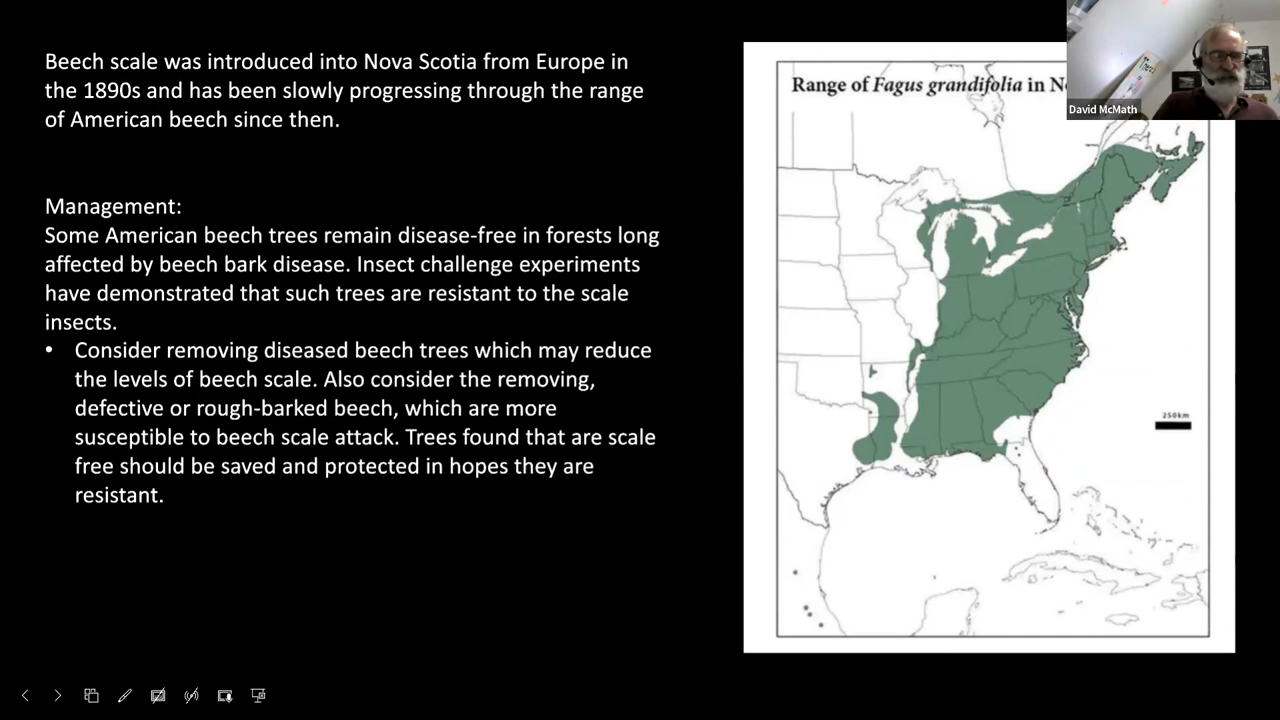 Beech scale was introduced into Nova Scotia from Europe in
the 1890s and has been slowly progressing through the range
of American beech since then.
Management:
Some American beech trees remain disease-free in forests long
affected by beech bark disease. Insect challenge experiments
have demonstrated that such trees are resistant to the scale
insects.
• Consider removing diseased beech trees which may reduce
the levels of beech scale. Also consider the removing,
defective or rough-barked beech, which are more
susceptible to beech scale attack. Trees found that are scale
free should be saved and protected in hopes they are
resistant.
Range of Fagus grandifolia in
David McMath
250km